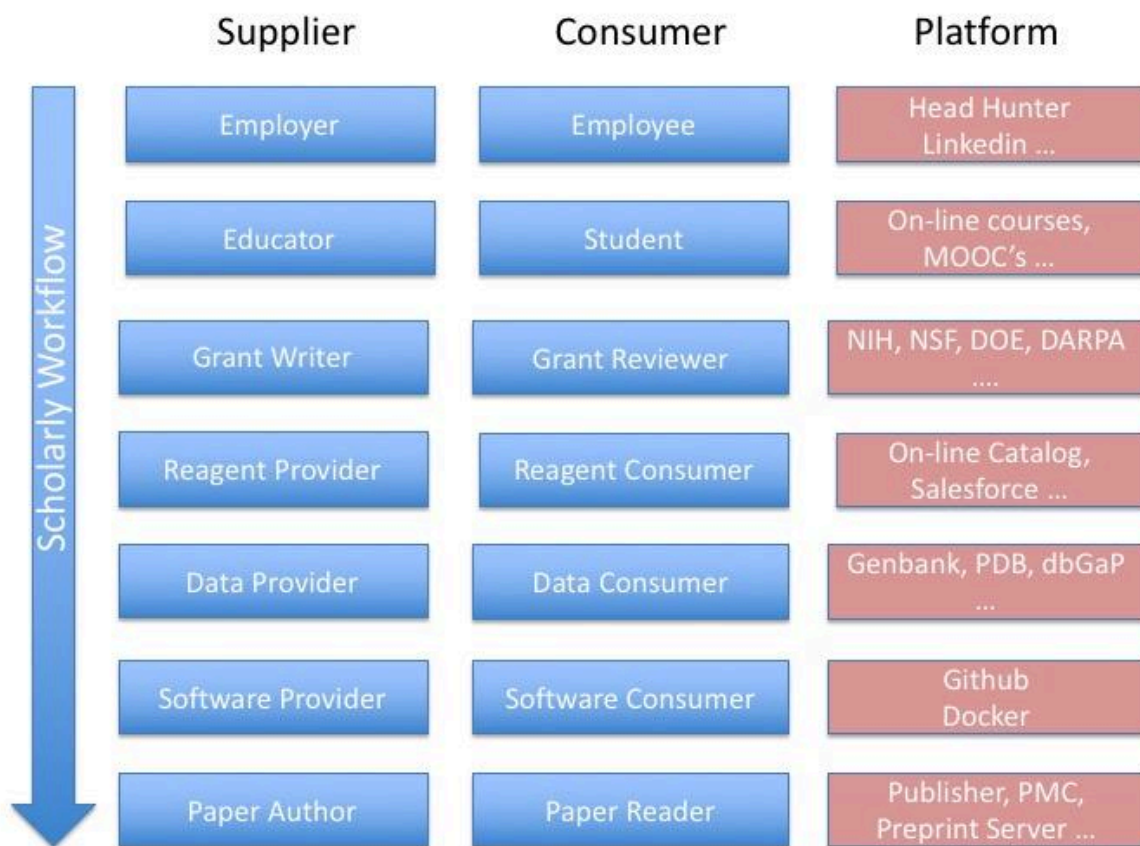 Supplier
Consumer
Platform
Scholarly Workflow
Employer
Employee
Head Hunter
Linkedin ...
Educator
Student
On-line courses,
MOOC's ...
Grant Writer
Grant Reviewer
NIH, NSF, DOE, DARPA
....
Reagent Provider
Reagent Consumer
On-line Catalog,
Salesforce ...
Data Provider
Data Consumer
Genbank, PDB, dbGaP
...
Software Provider
Software Consumer
Github
Docker
Paper Author
Paper Reader
Publisher, PMC,
Preprint Server ...